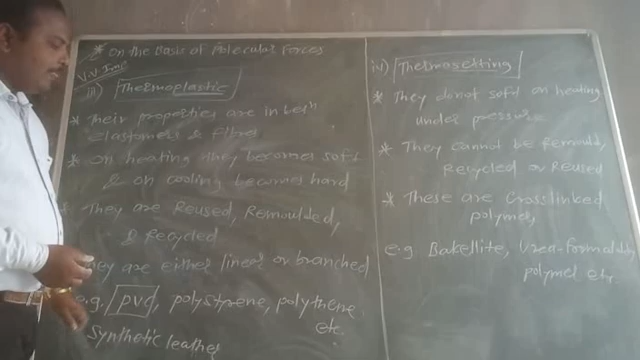 * On the Basis of Molecular Forces
V.V.Imp
iii) Thermoplastic
* Their properties are in betn
elastomers & fibres
* On heating they becomes soft
& on cooling becomes hard
* They are Reused, Remoulded,
& Recycled
They are either linear or branched
e.g. PVC, polystyrene, polythene,
etc.
Synthetic leather
iv) Thermosetting
* They do not soft on heating
under pressure
* They cannot be Remould,
Recycled or Reused
* These are Crosslinked
polymer,
e.g. Bakellite, Urea-formaldehy
polymer etc